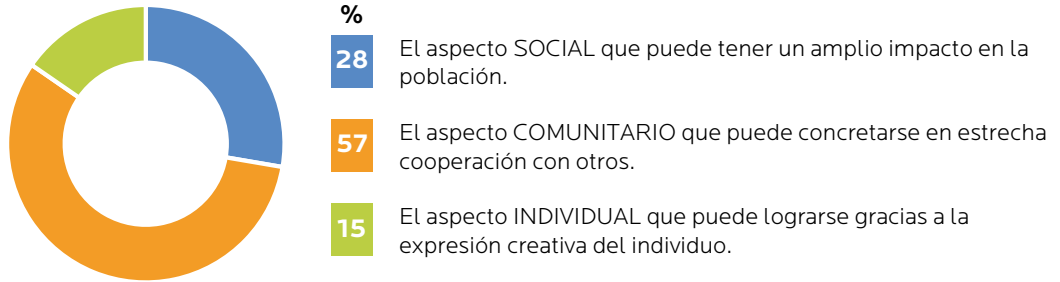 %
28
El aspecto SOCIAL que puede tener un amplio impacto en la
población.
57
El aspecto COMUNITARIO que puede concretarse en estrecha
cooperación con otros.
15
El aspecto INDIVIDUAL que puede lograrse gracias a la
expresión creativa del individuo.